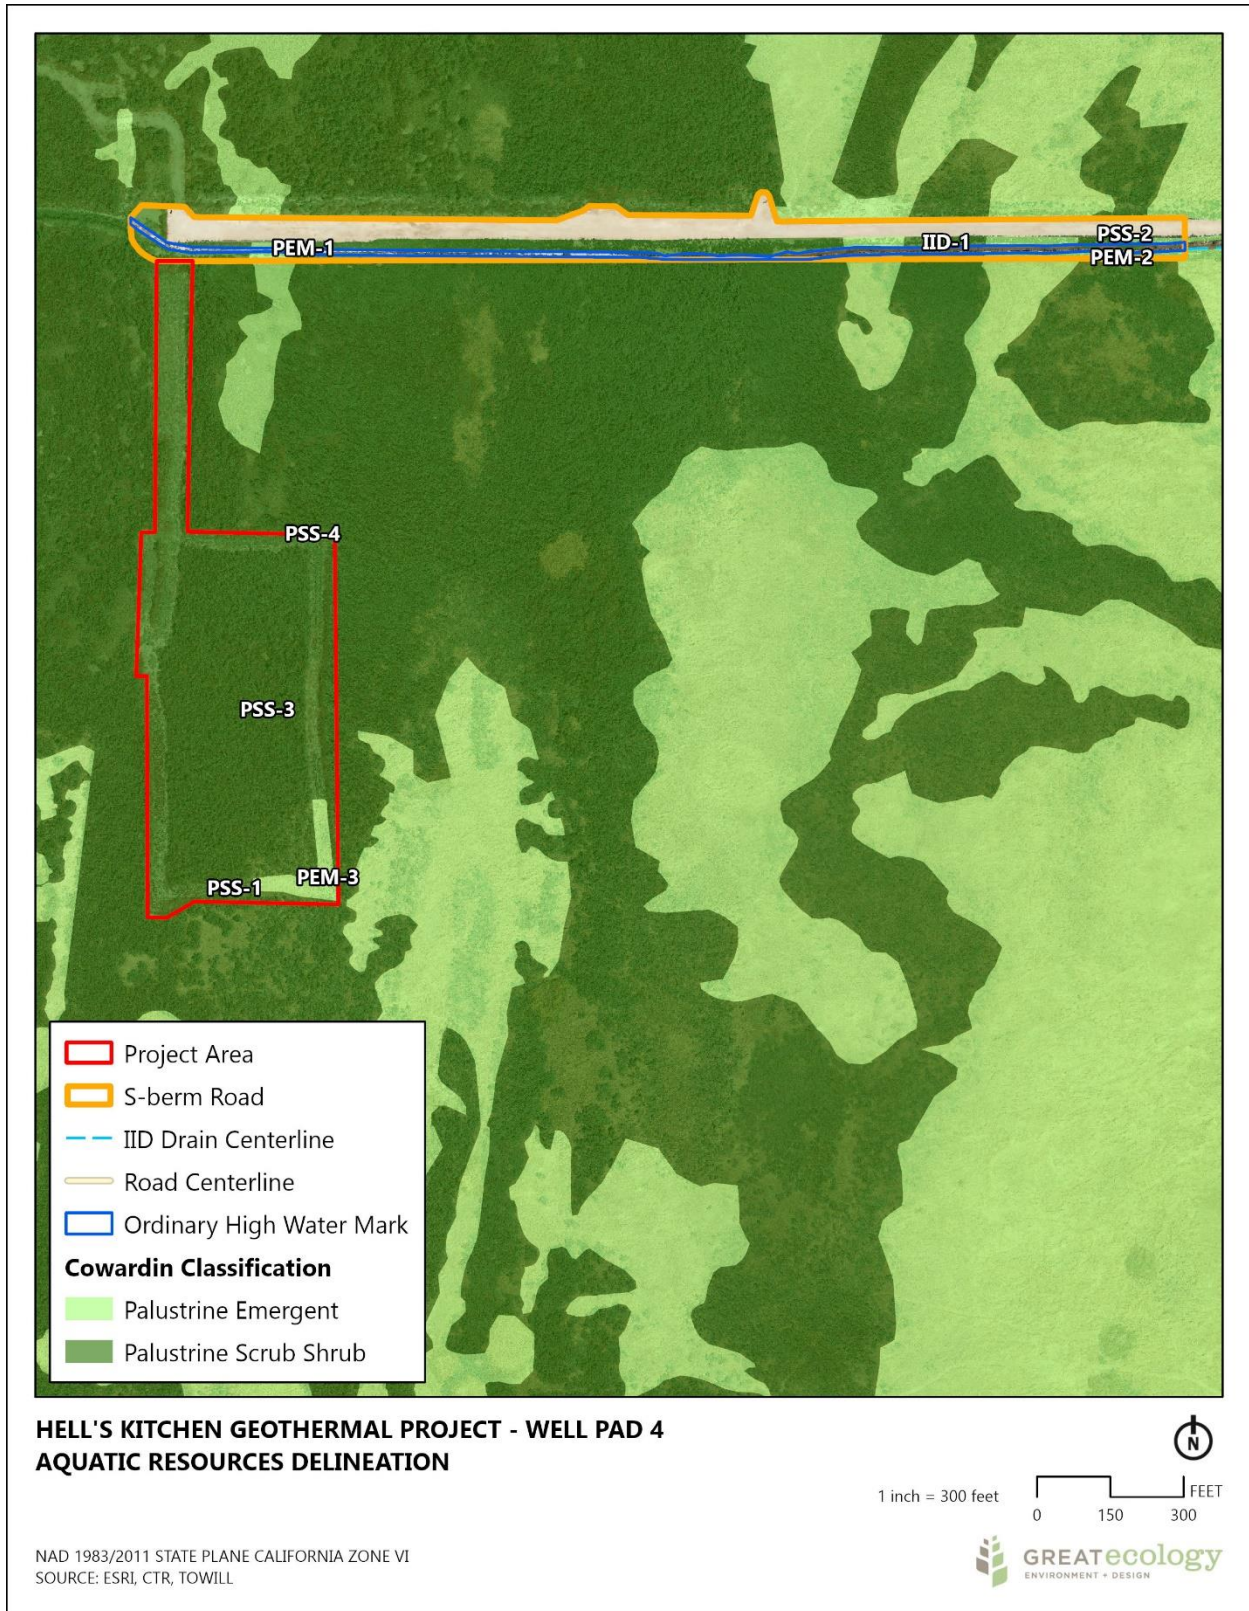 PEM-1
IID-1
PSS-2
PEM-2
PSS-4
PSS-3
PSS-1
PEM-3
Project Area
S-berm Road
IID Drain Centerline
Road Centerline
Ordinary High Water Mark
Cowardin Classification
Palustrine Emergent
Palustrine Scrub Shrub
HELL'S KITCHEN GEOTHERMAL PROJECT - WELL PAD 4
AQUATIC RESOURCES DELINEATION
N
1 inch = 300 feet
FEET
0 150 300
NAD 1983/2011 STATE PLANE CALIFORNIA ZONE VI
SOURCE: ESRI, CTR, TOWILL
GREATecology
ENVIRONMENT + DESIGN